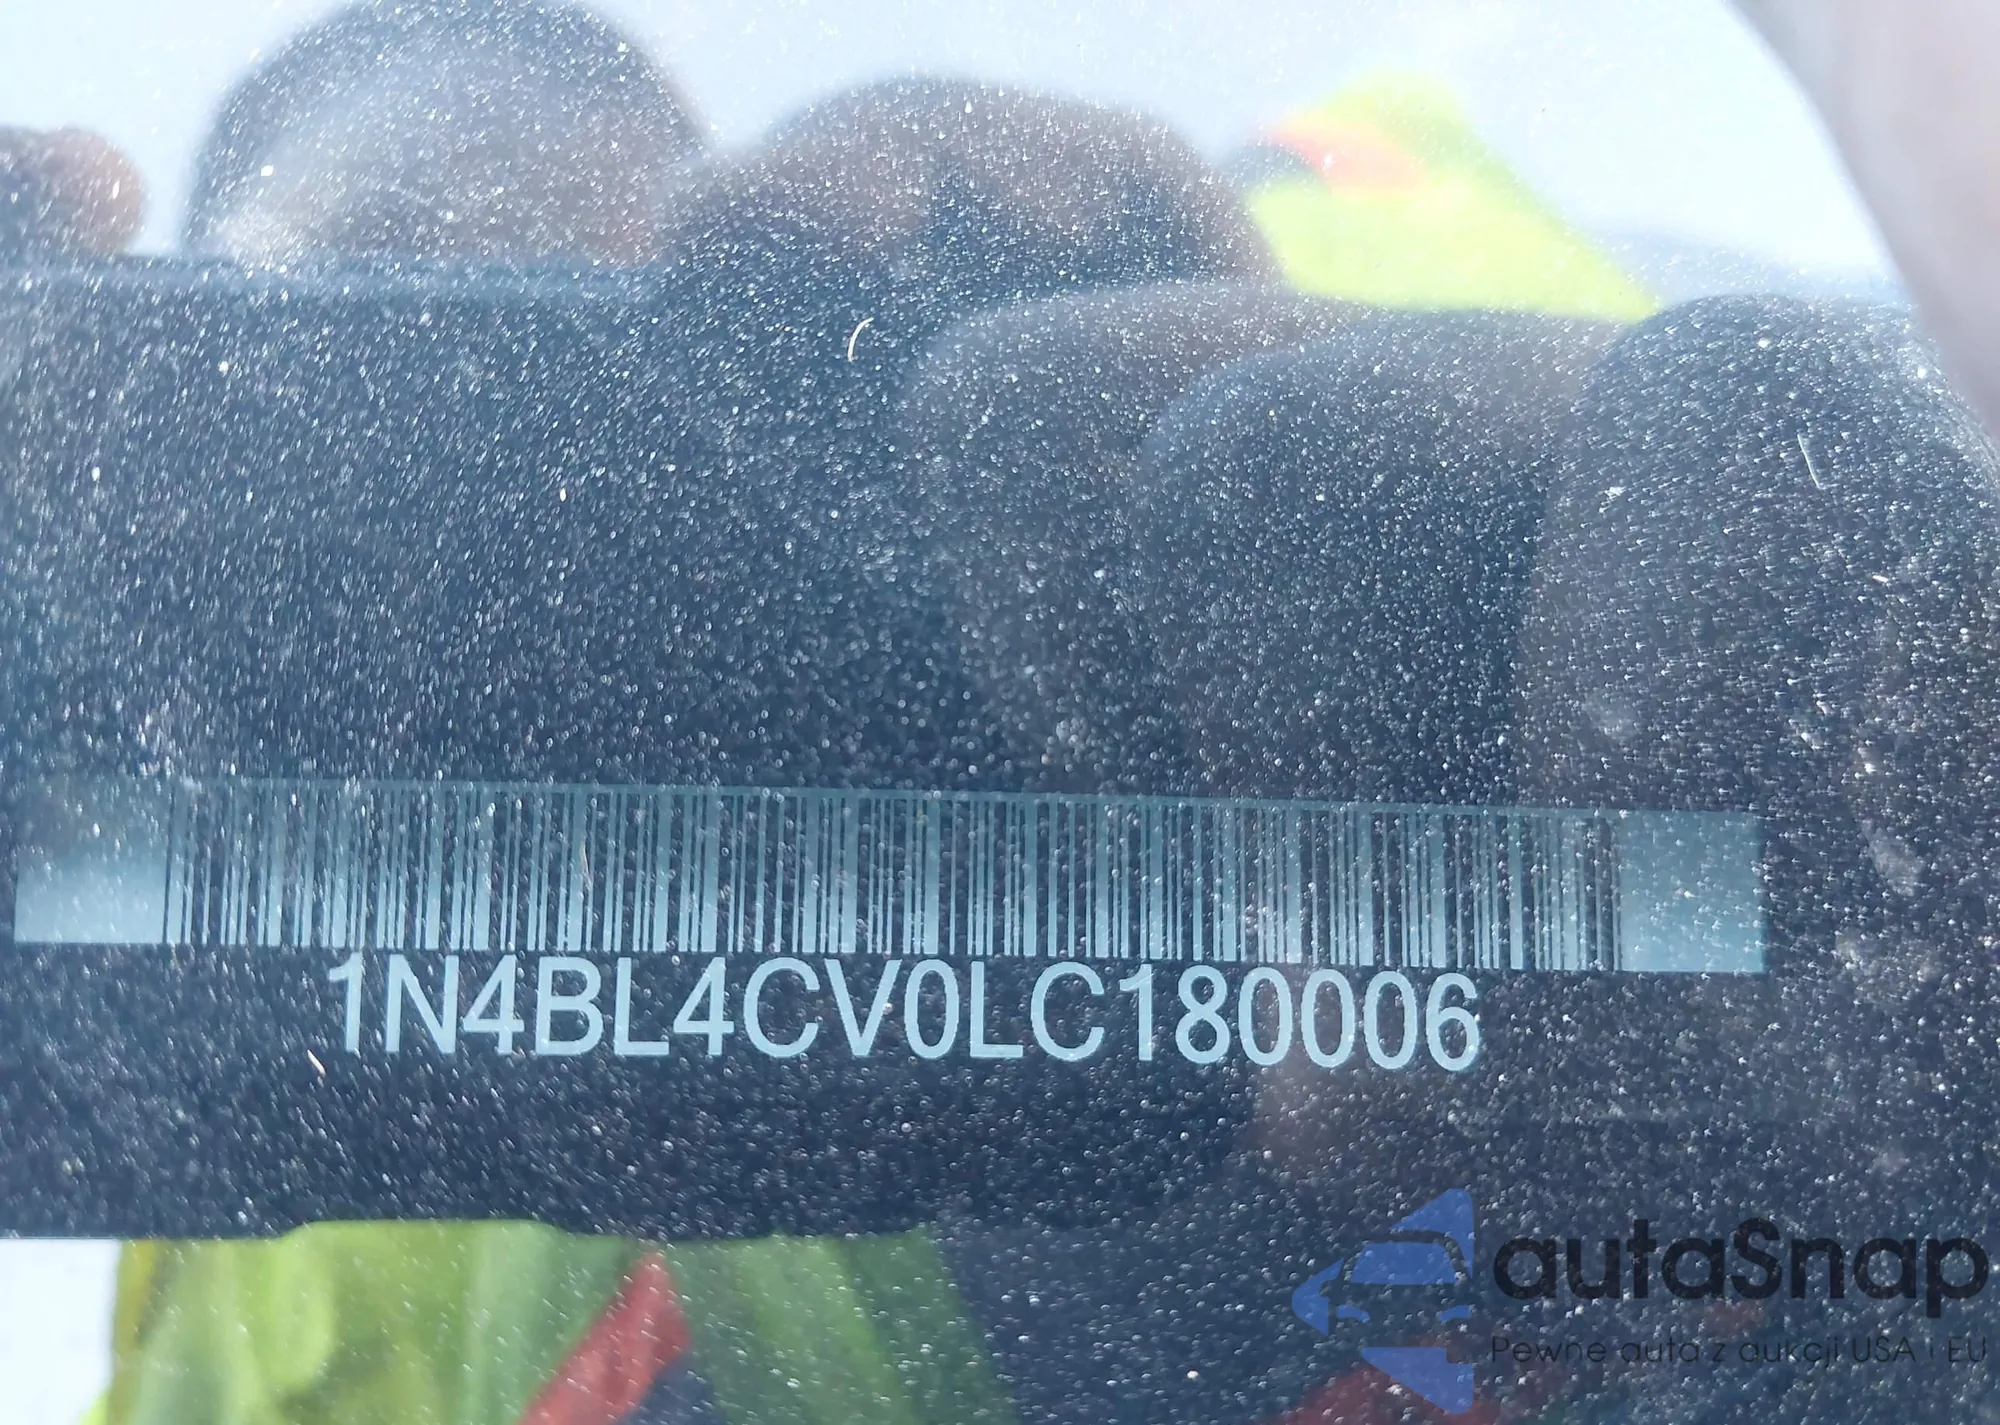 1N4BL4CV0LC180006
autaSnap
Pewne auta z aukcji USA i EU